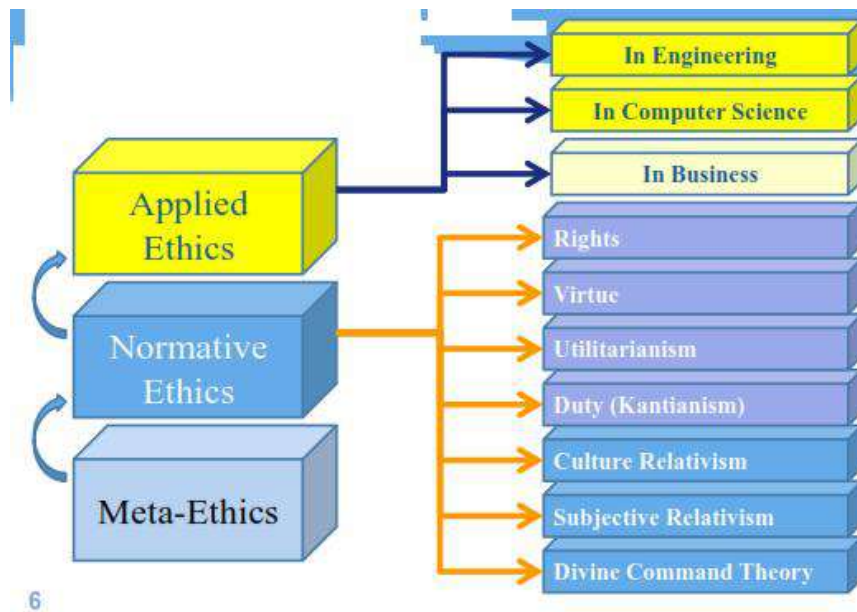 In Engineering
In Computer Science
In Business
Applied
Ethics
Normative
Ethics
Meta-Ethics
Rights
Virtue
Utilitarianism
Duty (Kantianism)
Culture Relativism
Subjective Relativism
Divine Command Theory
6